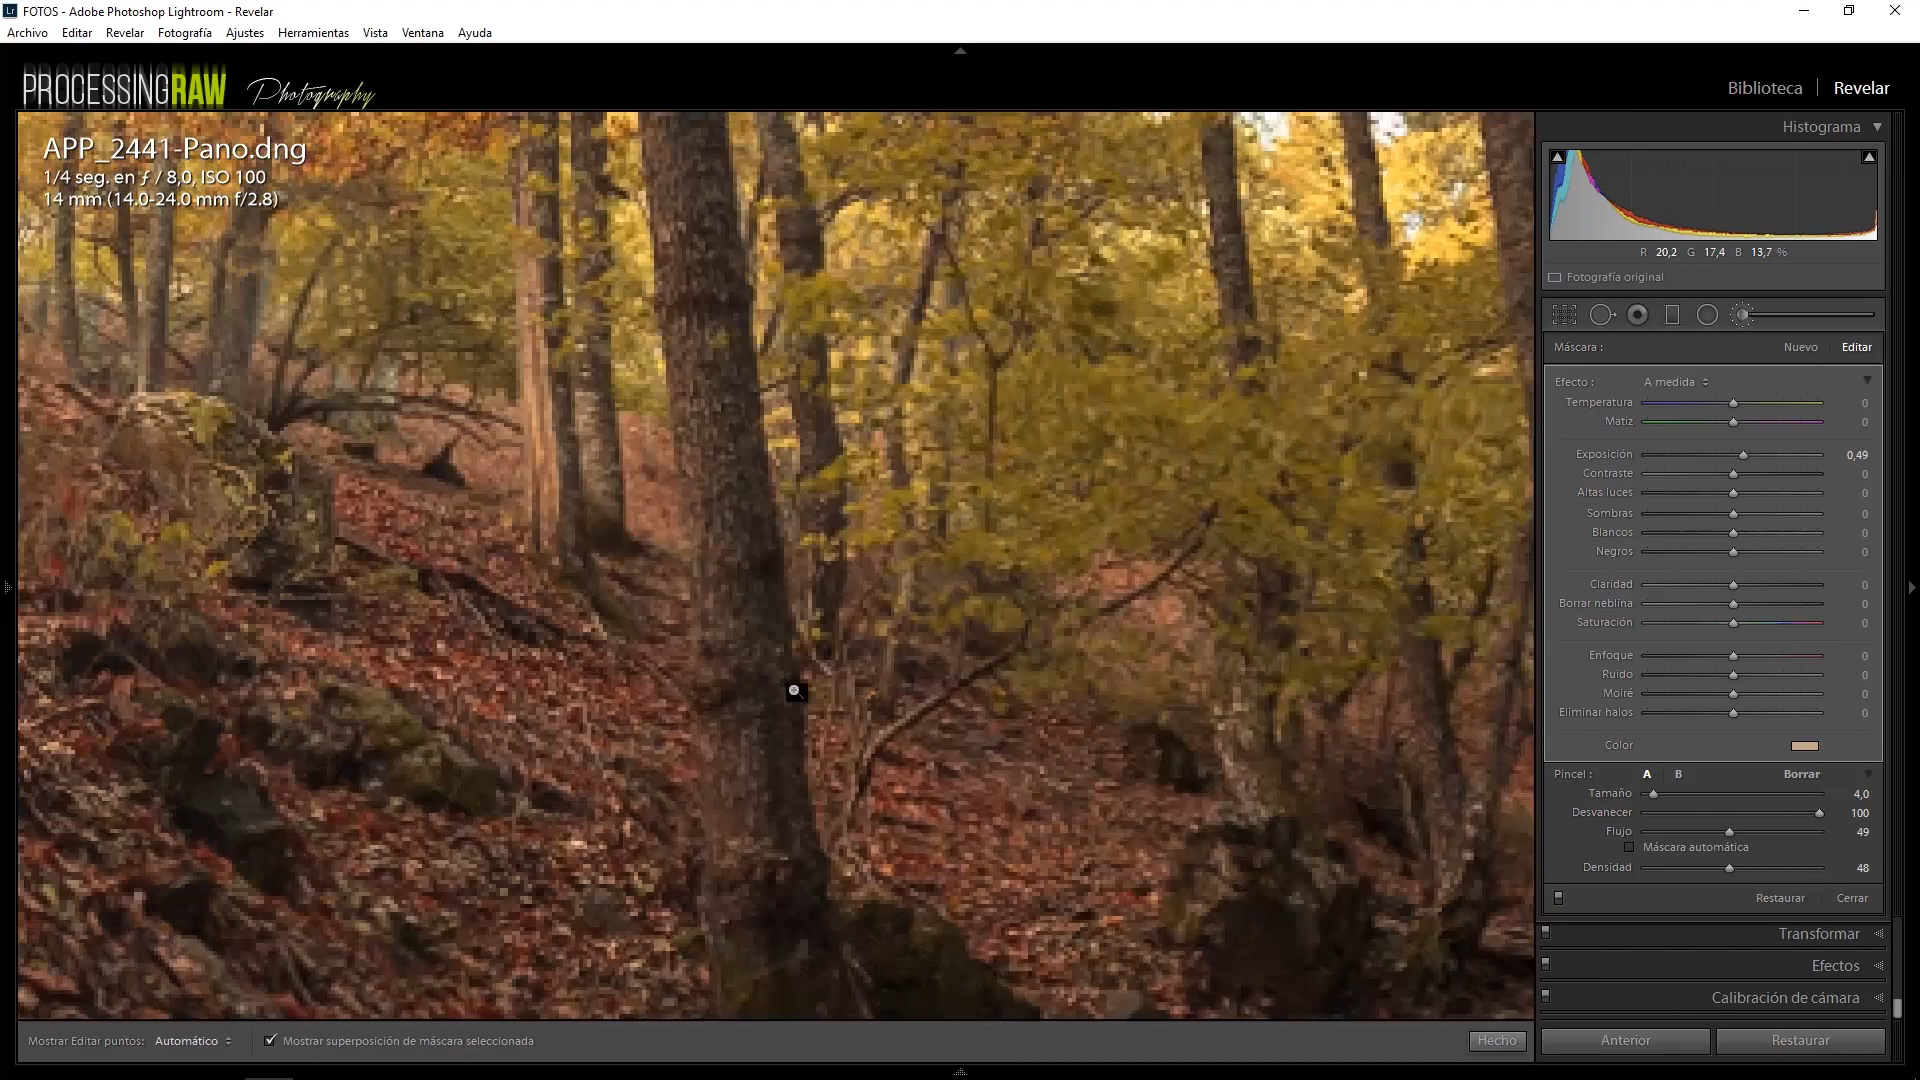 FOTOS - Adobe Photoshop Lightroom - Revelar
Archivo Editar Revelar Fotografía Ajustes Herramientas Vista Ventana Ayuda
PROCESSINGRAW Photography
Biblioteca Revelar
Histograma
APP_2441-Pano.dng
1/4 seg. en ƒ / 8,0, ISO 100
14 mm (14.0-24.0 mm f/2.8)
R 20,2 G 17,4 B 13,7 %
Fotografía original
Máscara : Nuevo Editar
Efecto : A medida
Temperatura 0
Matiz 0
Exposición 0,49
Contraste 0
Altas luces 0
Sombras 0
Blancos 0
Negros 0
Claridad 0
Borrar neblina 0
Saturación 0
Enfoque 0
Ruido 0
Moiré 0
Eliminar halos 0
Color
Pincel : A B Borrar
Tamaño 4,0
Desvanecer 100
Flujo 49
Máscara automática
Densidad 48
Restaurar Cerrar
Transformar
Efectos
Calibración de cámara
Mostrar Editar puntos: Automático Mostrar superposición de máscara seleccionada Hecho
Anterior Restaurar